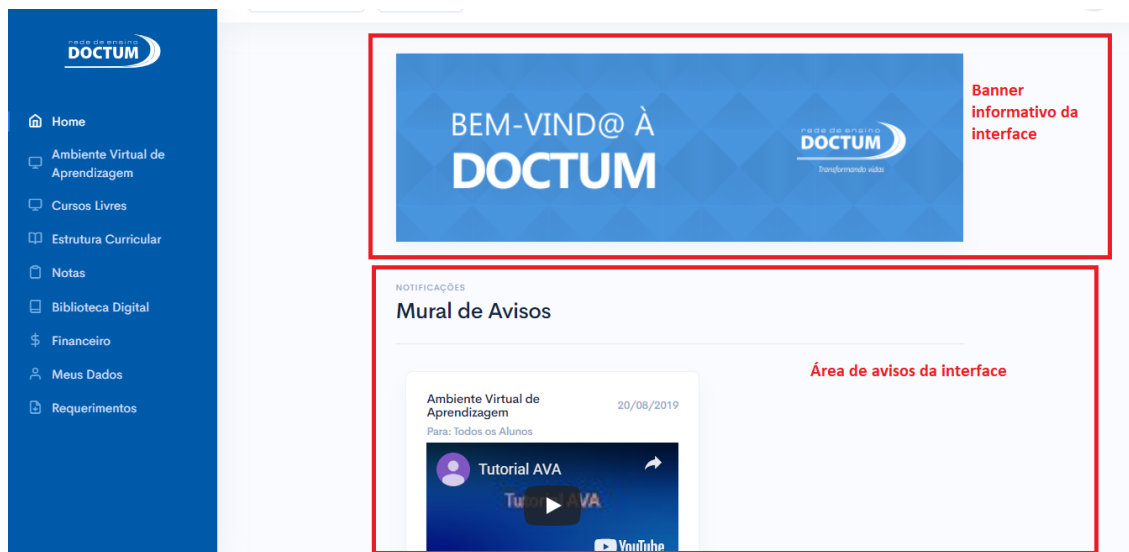 rede de ensino
DOCTUM
Home
Ambiente Virtual de
Aprendizagem
Cursos Livres
Estrutura Curricular
Notas
Biblioteca Digital
Financeiro
Meus Dados
Requerimentos
BEM-VIND@ À
DOCTUM
rede de ensino
DOCTUM
Transformando vidas
Banner
informativo da
interface
NOTIFICAÇÕES
Mural de Avisos
Área de avisos da interface
Ambiente Virtual de
Aprendizagem
20/08/2019
Para: Todos os Alunos
Tutorial AVA
Tutorial AVA
YouTube